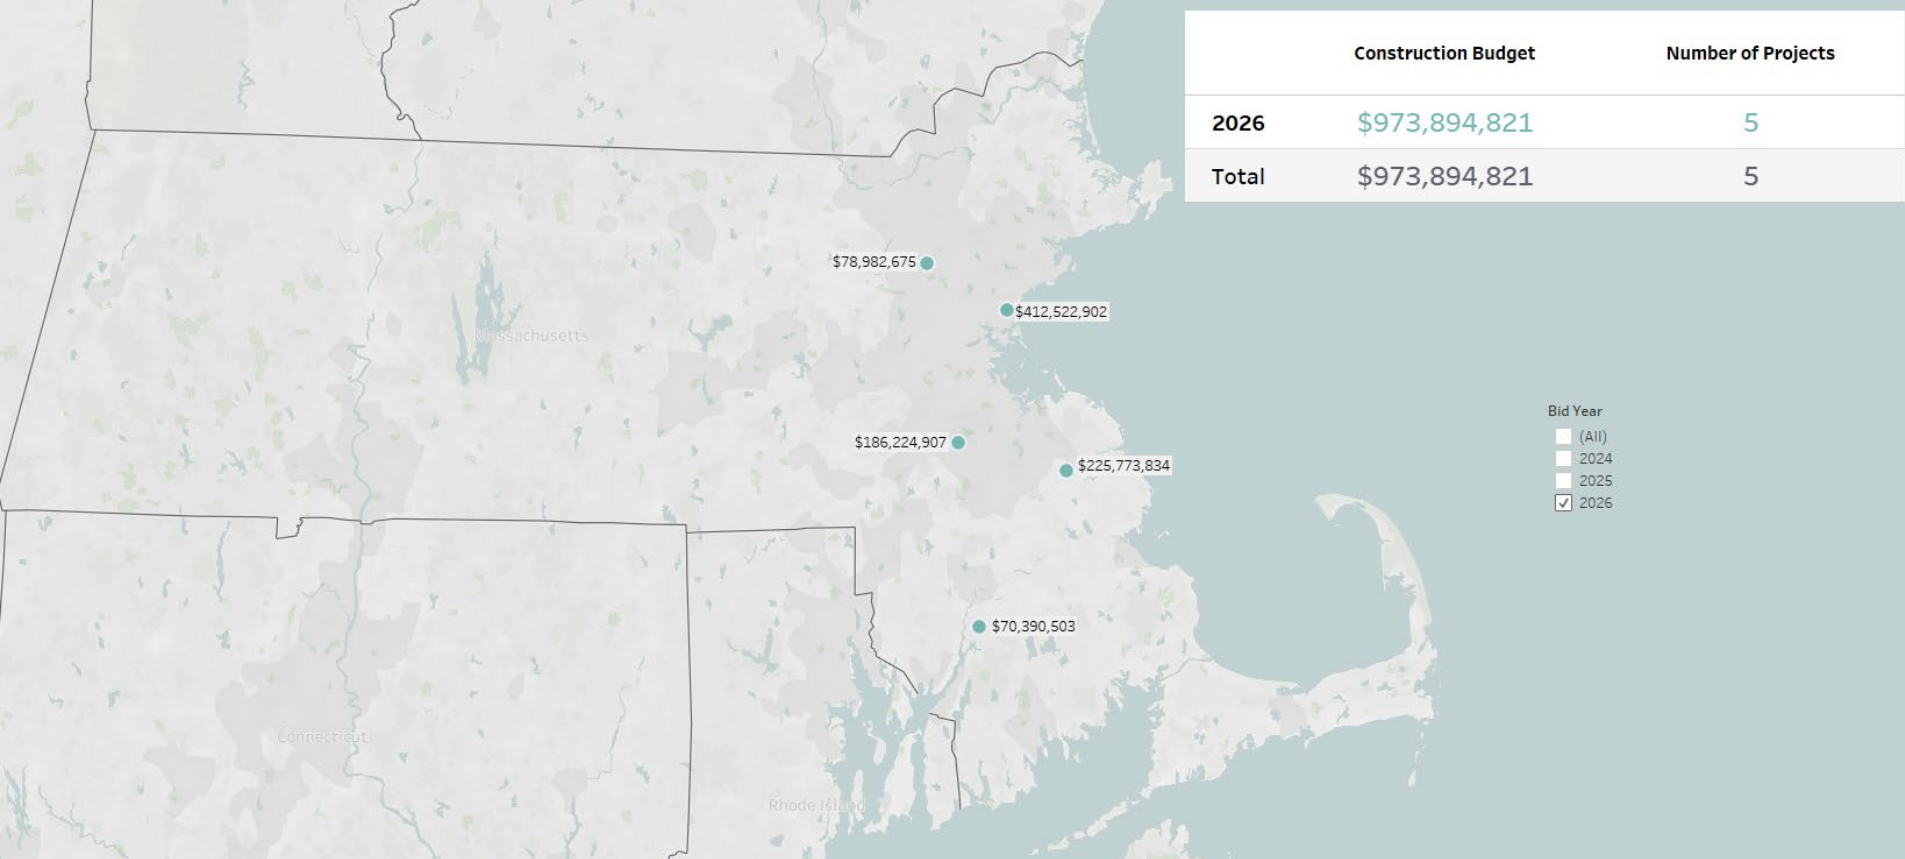 Construction Budget Number of Projects
2026 $973,894,821 5
Total $973,894,821 5
$78,982,675
$412,522,902
Massachusetts
Bid Year
(All)
2024
$186,224,907
$225,773,834
2025
2026
$70,390,503
Connecticut
Rhode Island